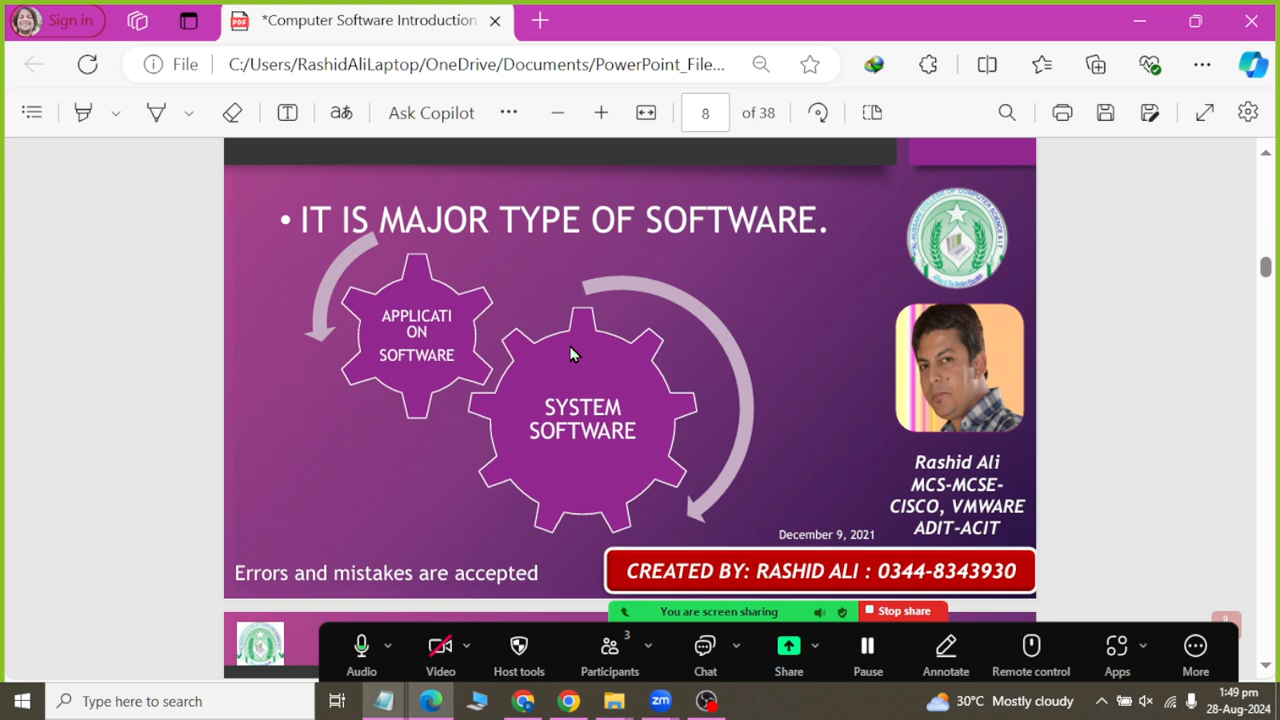 Sign in
*Computer Software Introduction
File
C:/Users/RashidAliLaptop/OneDrive/Documents/PowerPoint_File...
aあ
Ask Copilot
8 of 38
• IT IS MAJOR TYPE OF SOFTWARE.
APPLICATI
ON
SOFTWARE
SYSTEM
SOFTWARE
Rashid Ali
MCS-MCSE-
CISCO, VMWARE
ADIT-ACIT
December 9, 2021
Errors and mistakes are accepted
CREATED BY: RASHID ALI : 0344-8343930
You are screen sharing
Stop share
3
Audio
Video
Host tools
Participants
Chat
Share
Pause
Annotate
Remote control
Apps
More
Type here to search
zm
30°C Mostly cloudy
1:49 pm
28-Aug-2024